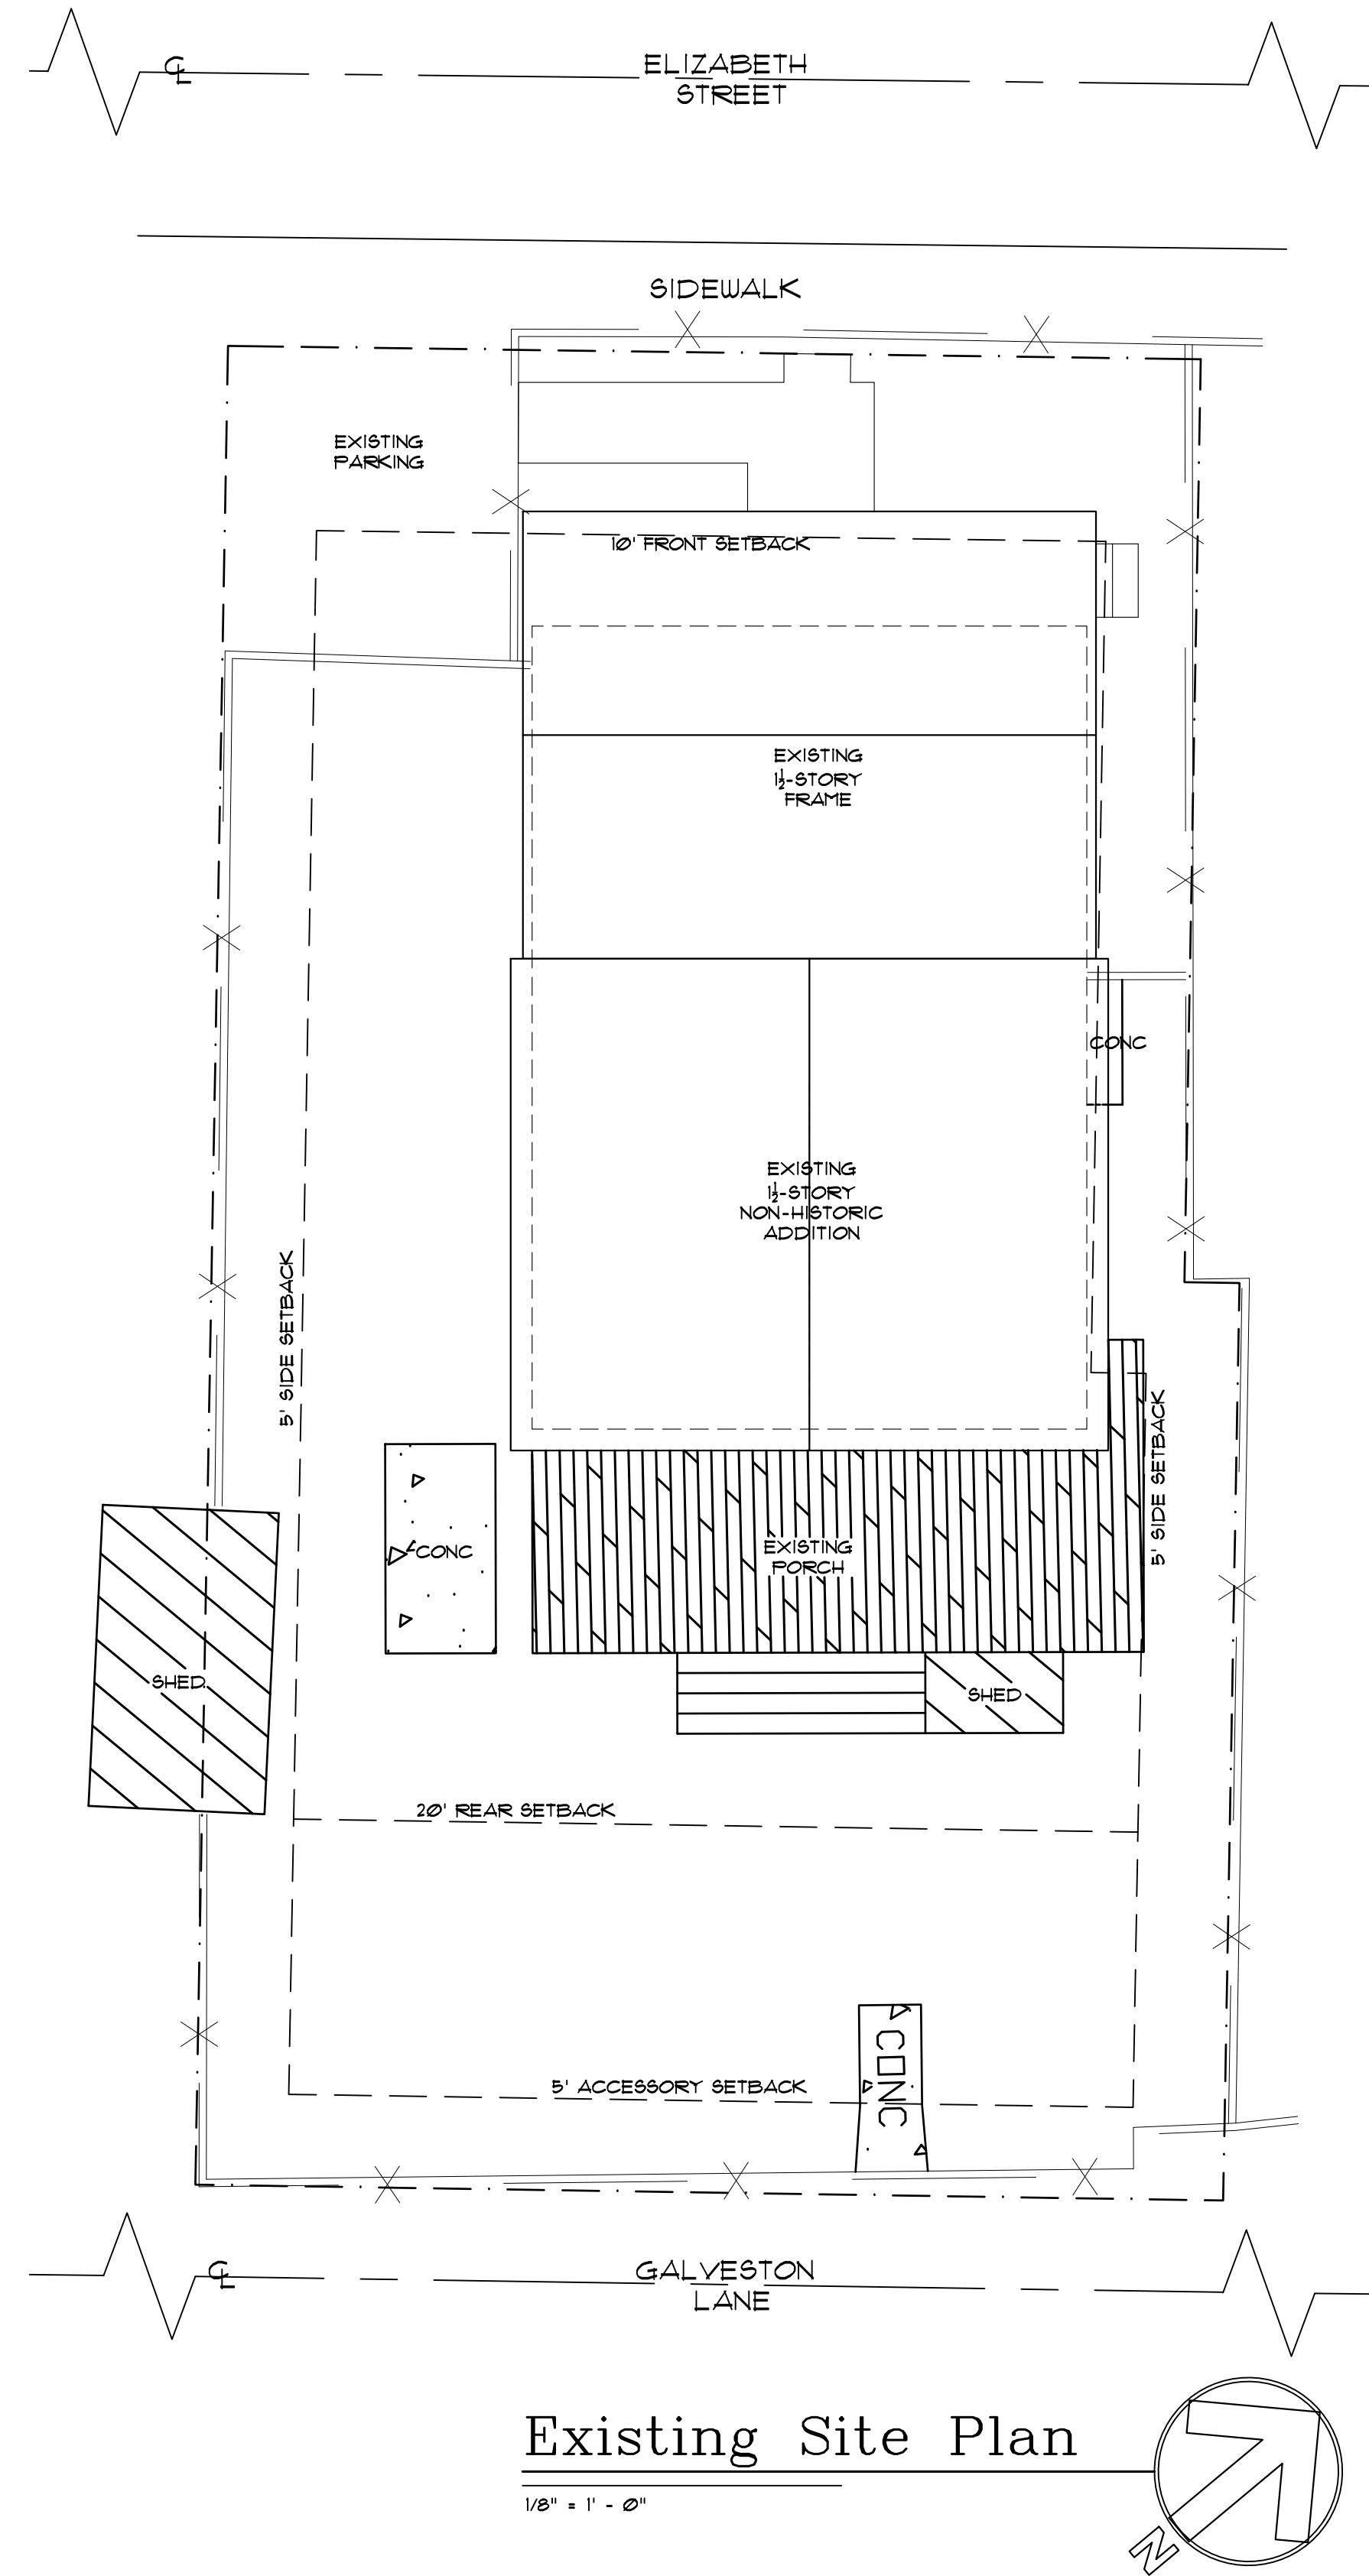 ℄
ELIZABETH
STREET
SIDEWALK
EXISTING
PARKING
10' FRONT SETBACK
EXISTING
1½-STORY
FRAME
CONC
EXISTING
1½-STORY
NON-HISTORIC
ADDITION
5' SIDE SETBACK
5' SIDE SETBACK
CONC
EXISTING
PORCH
SHED
SHED
20' REAR SETBACK
CONC
5' ACCESSORY SETBACK
℄
GALVESTON
LANE
Existing Site Plan
1/8" = 1' - 0"
N